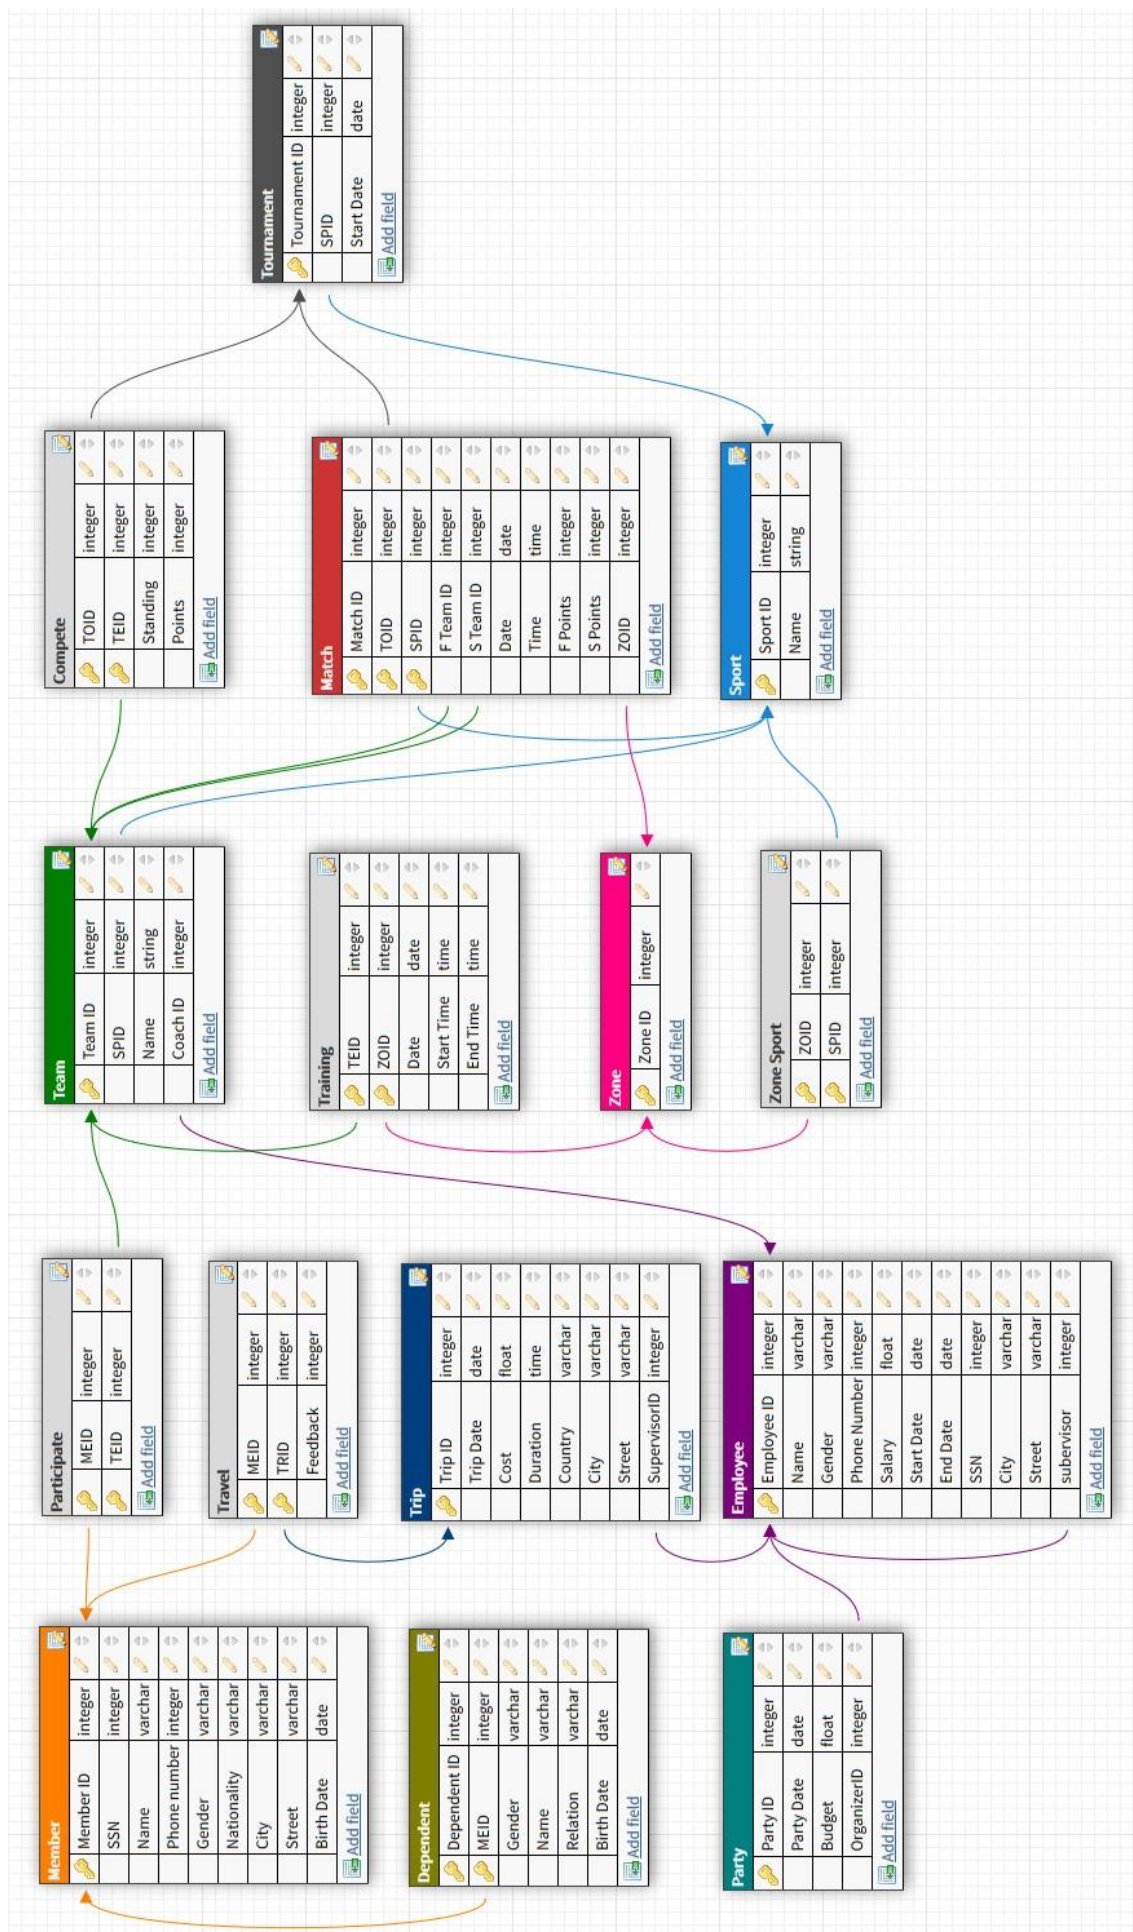 Member
Member ID integer
SSN integer
Name varchar
Phone number integer
Gender varchar
Nationality varchar
City varchar
Street varchar
Birth Date date
Add field
Dependent
Dependent ID integer
MEID integer
Gender varchar
Name varchar
Relation varchar
Birth Date date
Add field
Party
Party ID integer
Party Date date
Budget float
OrganizerID integer
Add field
Participate
MEID integer
TEID integer
Add field
Travel
MEID integer
TRID integer
Feedback integer
Add field
Trip
Trip ID integer
Trip Date date
Cost float
Duration time
Country varchar
City varchar
Street varchar
SupervisorID integer
Add field
Employee
Employee ID integer
Name varchar
Gender varchar
Phone Number integer
Salary float
Start Date date
End Date date
SSN integer
City varchar
Street varchar
subervisor integer
Add field
Team
Team ID integer
SPID integer
Name string
Coach ID integer
Add field
Training
TEID integer
ZOID integer
Date date
Start Time time
End Time time
Add field
Zone
Zone ID integer
Add field
Zone Sport
ZOID integer
SPID integer
Add field
Compete
TOID integer
TEID integer
Standing integer
Points integer
Add field
Match
Match ID integer
TOID integer
SPID integer
F Team ID integer
S Team ID integer
Date date
Time time
F Points integer
S Points integer
ZOID integer
Add field
Sport
Sport ID integer
Name string
Add field
Tournament
Tournament ID integer
SPID integer
Start Date date
Add field